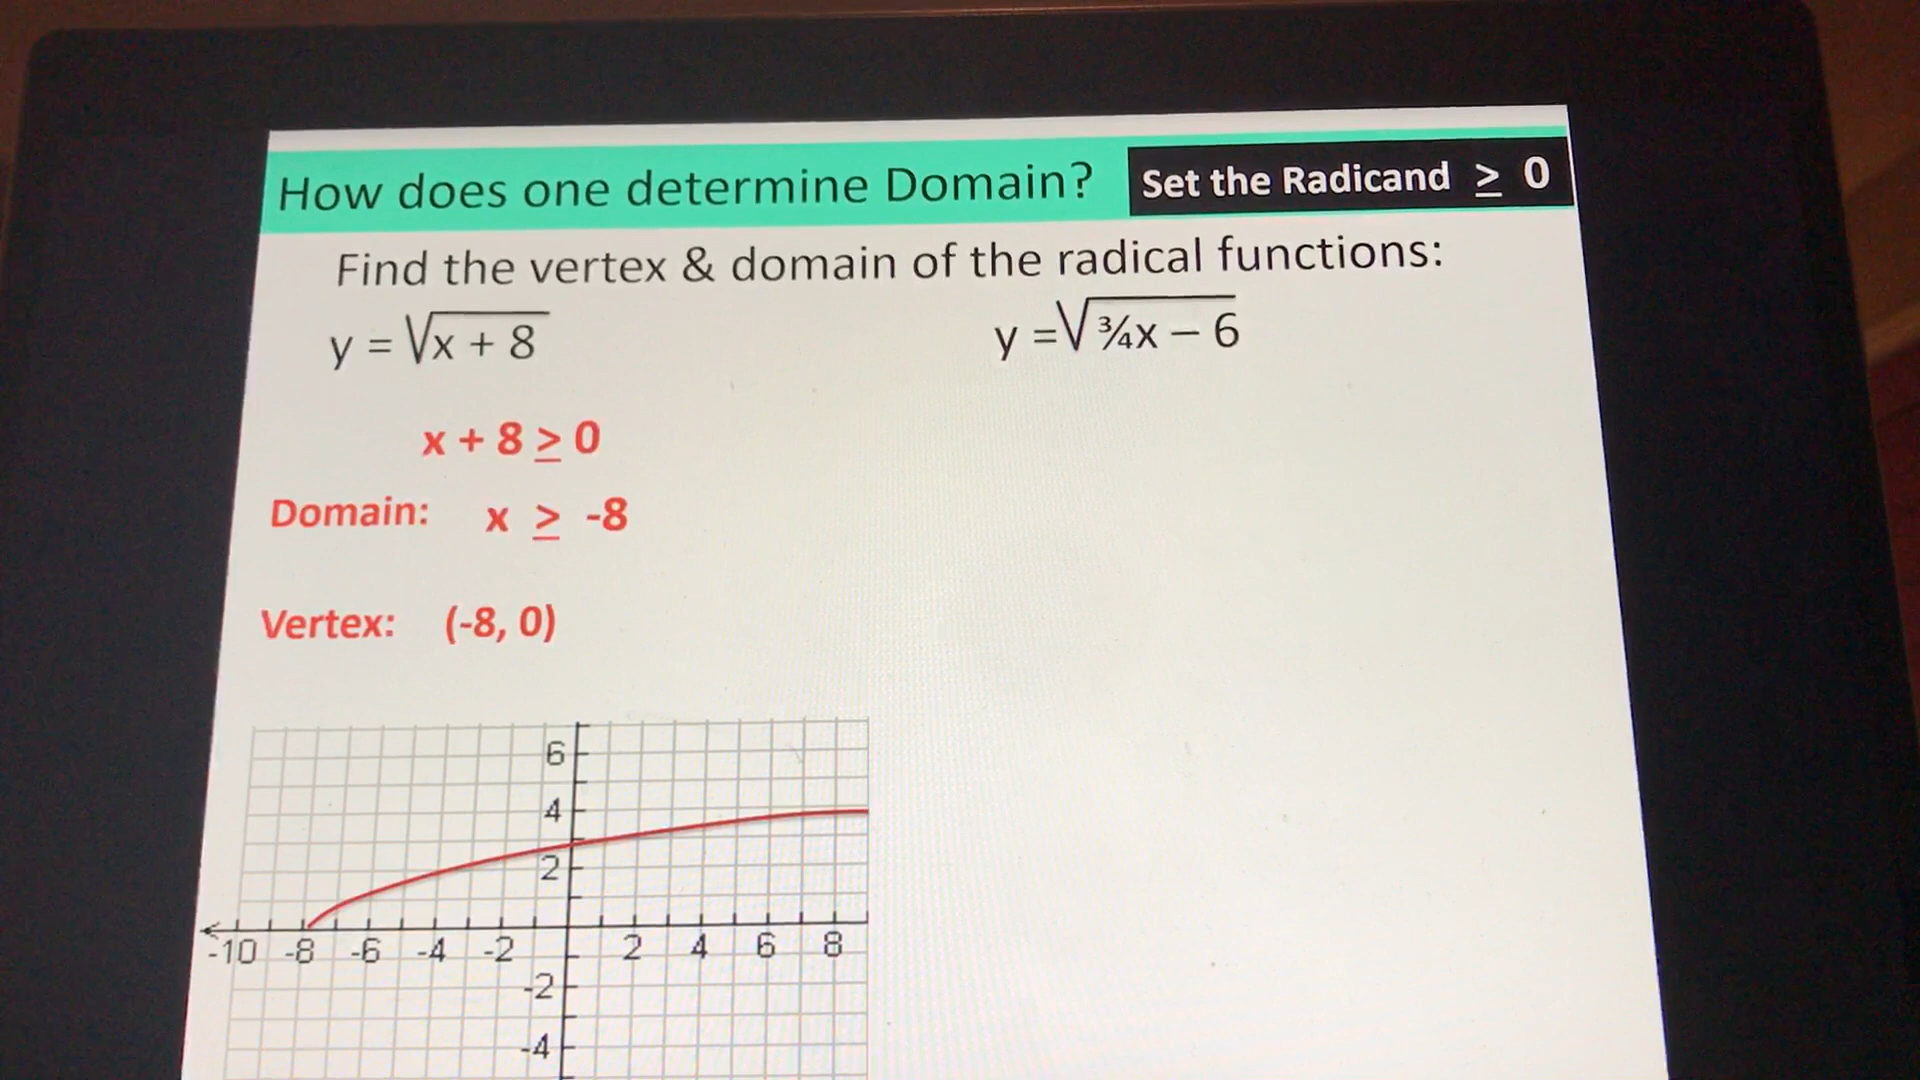 How does one determine Domain? Set the Radicand ≥ 0
Find the vertex & domain of the radical functions:
y = √x + 8 y =√¾x – 6
x + 8 ≥ 0
Domain: x ≥ -8
Vertex: (-8, 0)
6
4
2
-10 -8 -6 -4 -2 2 4 6 8
-2
-4